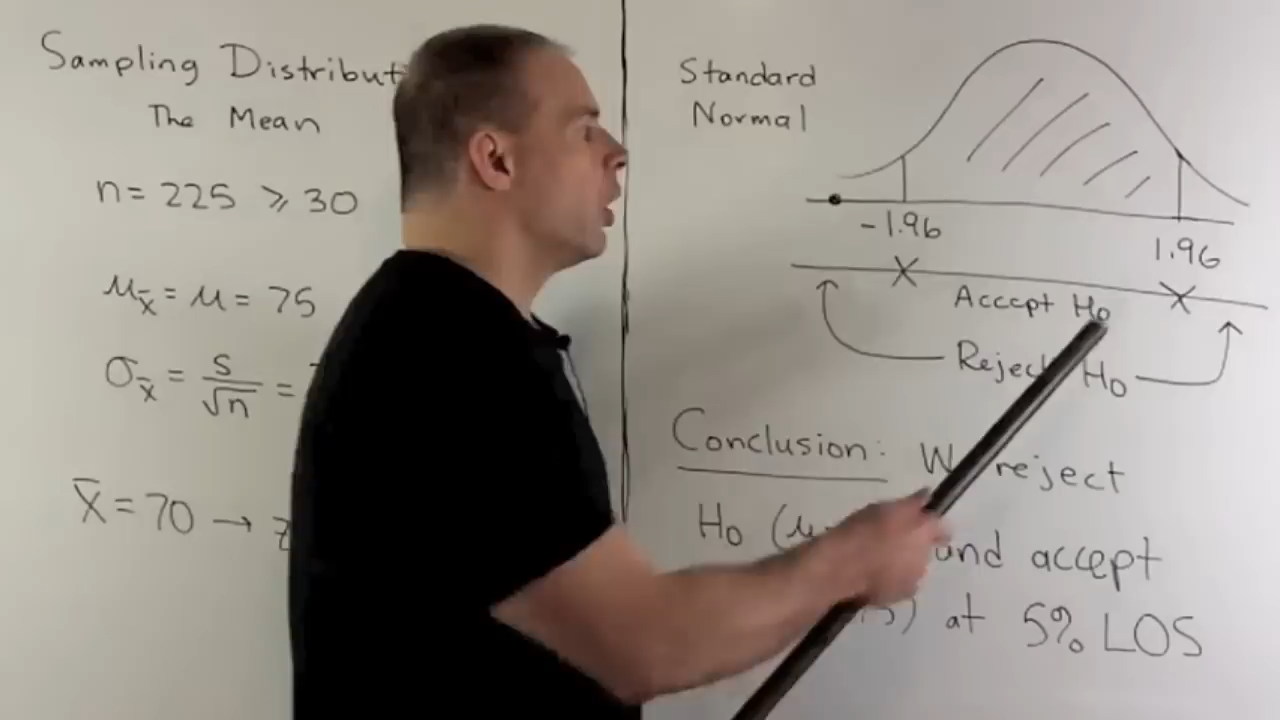 Sampling Distribut
The Mean
n = 225 ⩾ 30
μx̄ = μ = 75
σx̄ = s/√n =
x̄ = 70 → z
Standard
Normal
-1.96
1.96
Accept H₀
Reject H₀
Conclusion: W reject
H₀ (μ and accept
) at 5% LOS